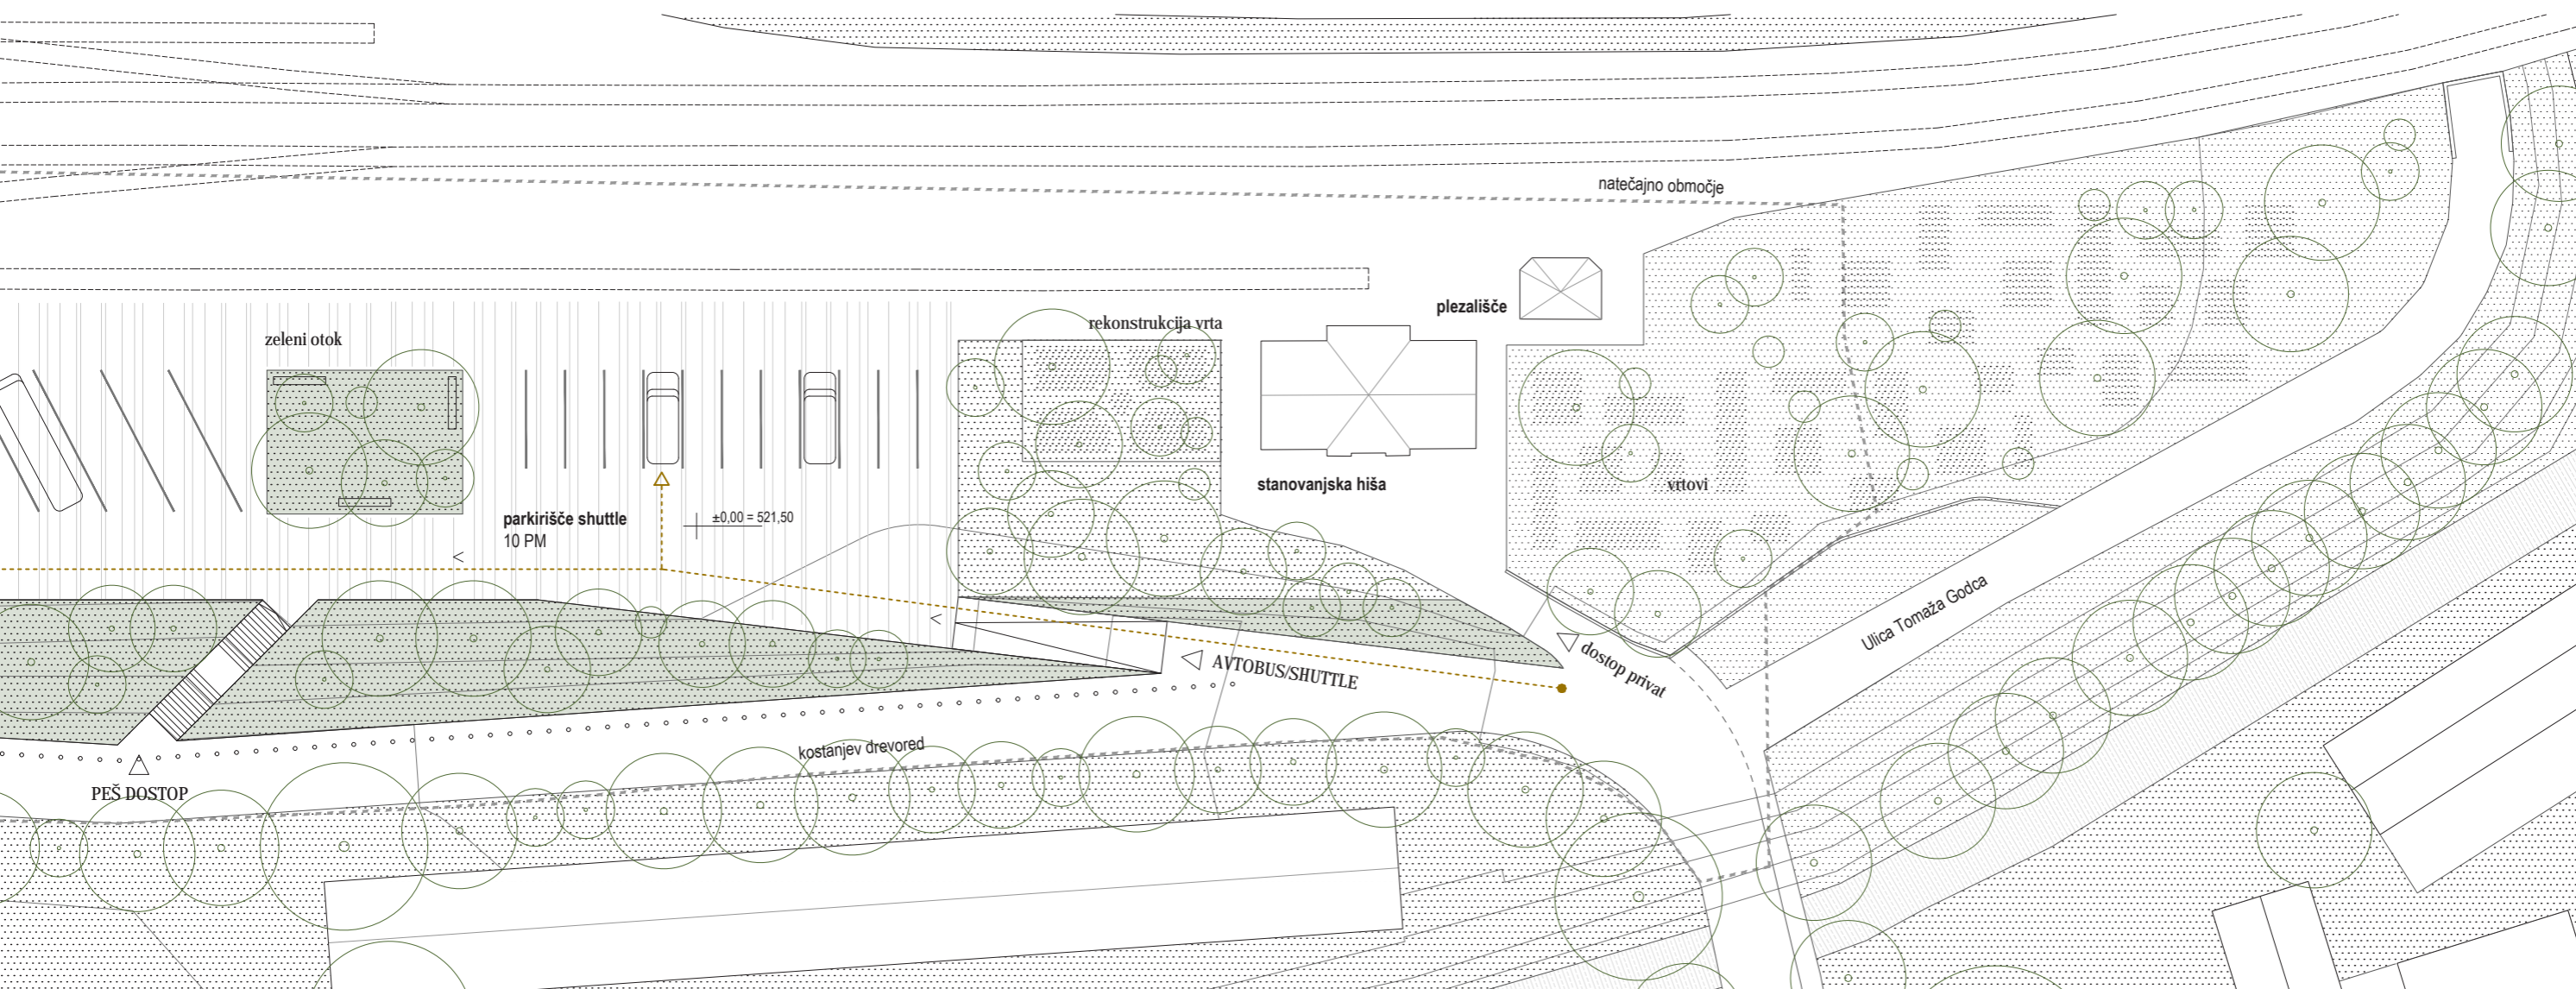 natečajno območje
plezališče
rekonstrukcija vrta
zeleni otok
stanovanjska hiša
vrtovi
parkirišče shuttle
10 PM
±0,00 = 521,50
Ulica Tomaža Godca
dostop privat
AVTOBUS/SHUTTLE
kostanjev drevored
PEŠ DOSTOP